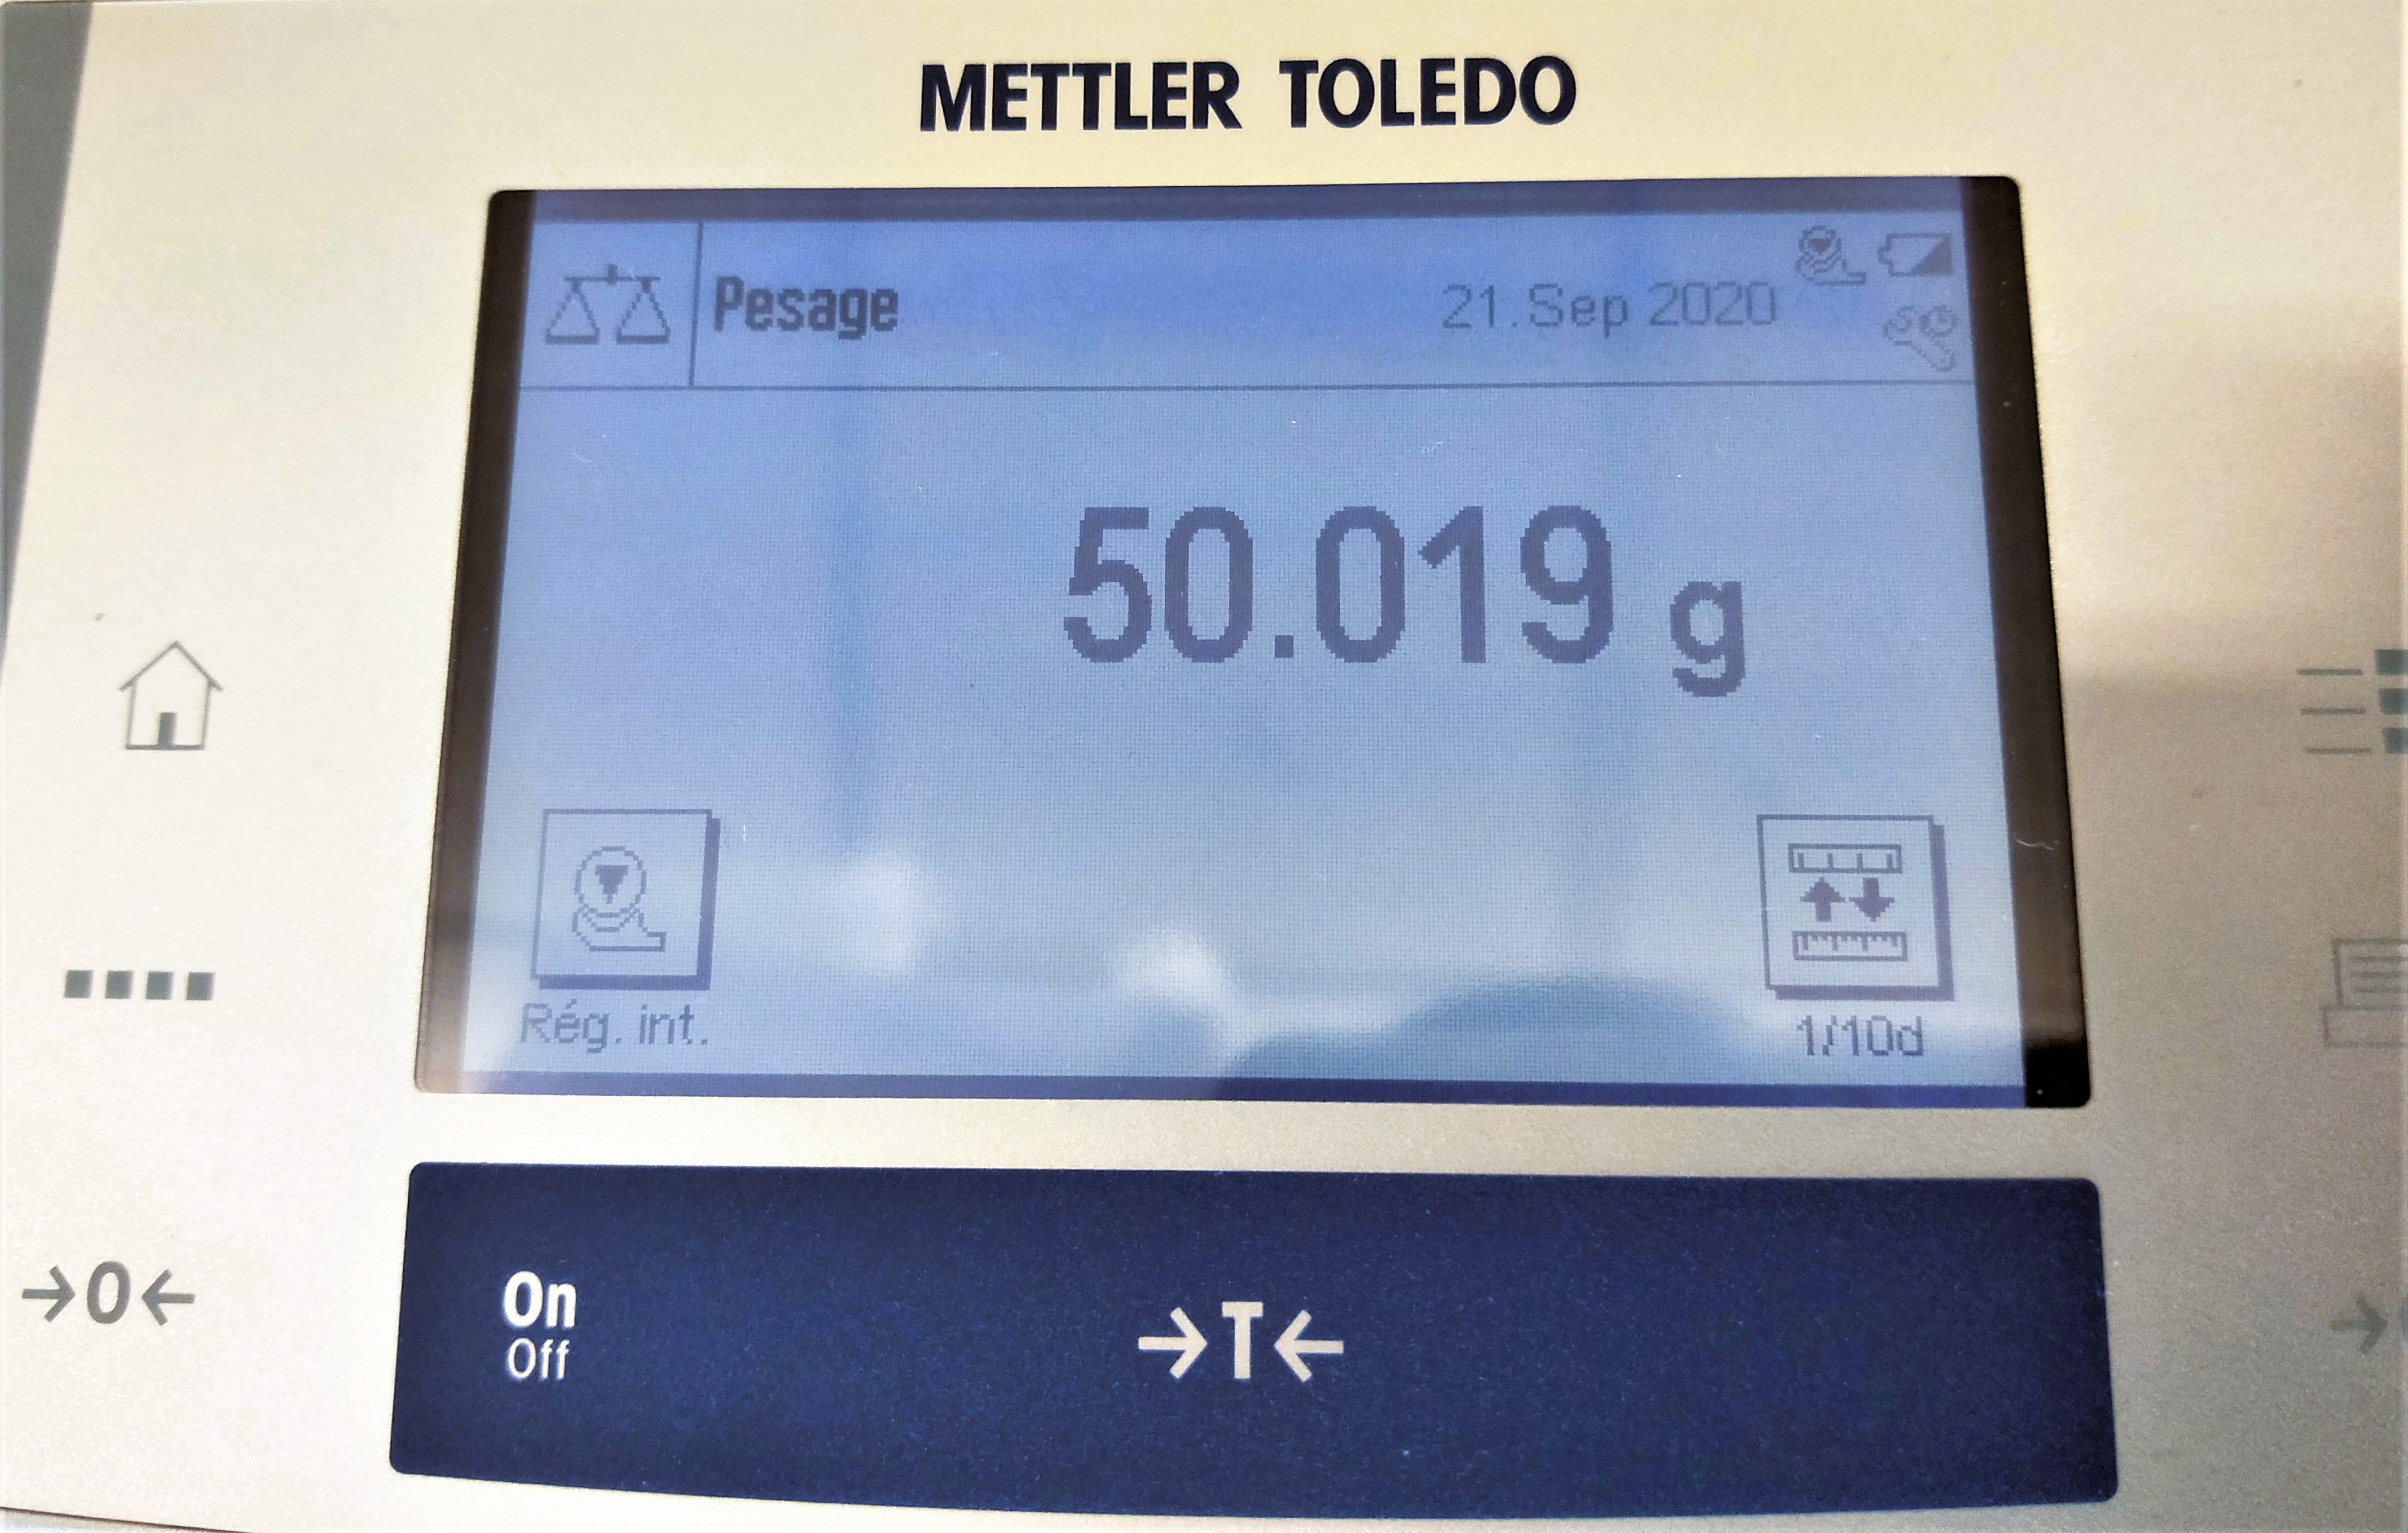 METTLER TOLEDO
Pesage 21.Sep 2020
50.019 g
Rég. int. 1/10d
→0← On →T←
Off